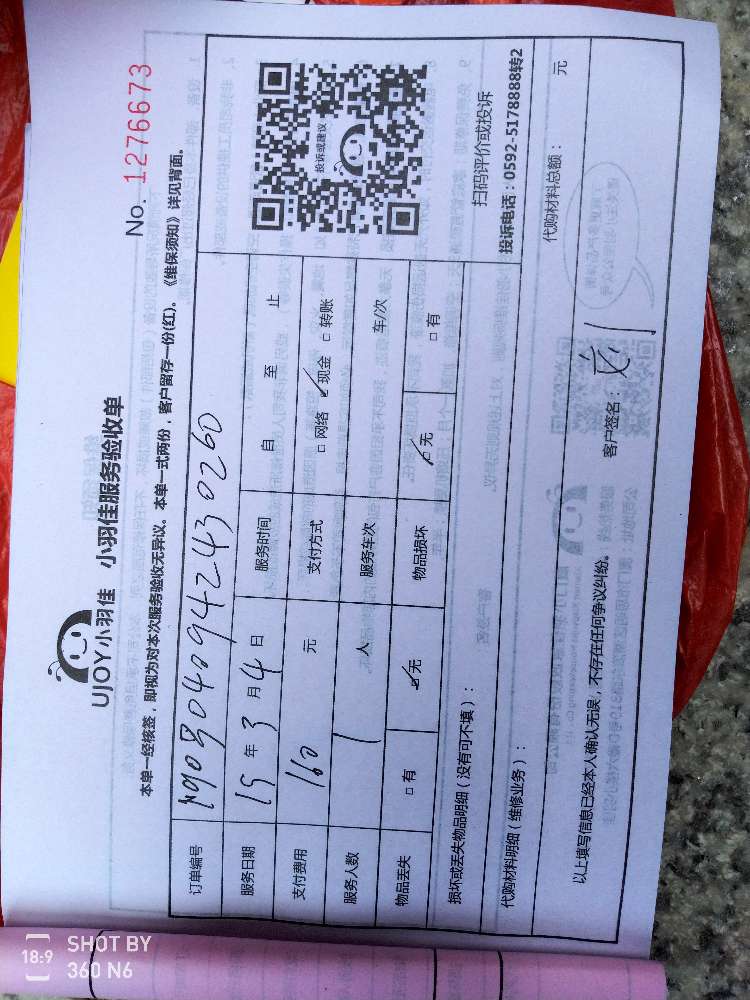 UJOY小羽佳 小羽佳服务验收单
No. 1276673
本单一经核签，即视为对本次服务验收无异议。本单一式两份，客户留存一份(红)。《维保须知》详见背面。
订单编号 190804094243 0260
服务日期 19 年 3 月 4 日 服务时间 自 至 止
支付费用 160 元 支付方式 □ 网络 ☑ 现金 □ 转账
服务人数 1 人 服务车次 车/次
物品丢失 □ 有 ☑ 无 物品损坏 ☑ 无 □ 有
投诉或建议
扫码评价或投诉
投诉电话：0592-5178888转2
损坏或丢失物品明细（没有可不填）：
代购材料明细（维修业务）：
代购材料总额： 元
以上填写信息已经本人确认无误，不存在任何争议纠纷。 客户签名：
18:9 SHOT BY
360 N6